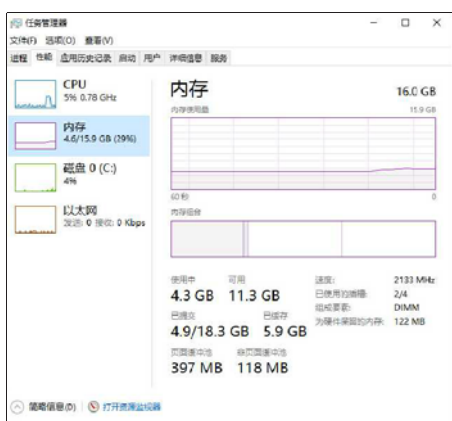 任务管理器
文件(F) 选项(O) 查看(V)
进程 性能 应用历史记录 启动 用户 详细信息 服务
CPU
5% 0.78 GHz
内存
4.6/15.9 GB (29%)
磁盘 0 (C:)
4%
以太网
发送: 0 接收: 0 Kbps
内存 16.0 GB
内存使用量 15.9 GB
60 秒 0
内存组合
使用中 可用
4.3 GB 11.3 GB
已提交 已缓存
4.9/18.3 GB 5.9 GB
页面缓冲池 非页面缓冲池
397 MB 118 MB
速度: 2133 MHz
已使用的插槽: 2/4
组成要素: DIMM
为硬件保留的内存: 122 MB
简略信息(D) 打开资源监视器